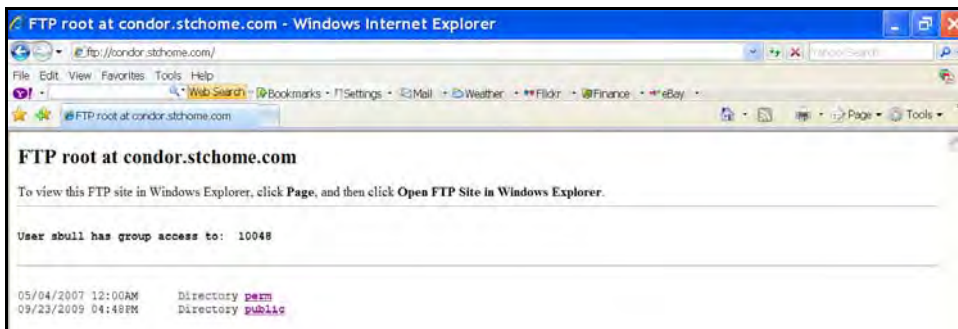 FTP root at condor.stchome.com - Windows Internet Explorer
ftp://condor.stchome.com/
Yahoo! Search
File Edit View Favorites Tools Help
Y! Web Search Bookmarks Settings Mail Weather Flickr Finance eBay
FTP root at condor.stchome.com
Page Tools
FTP root at condor.stchome.com
To view this FTP site in Windows Explorer, click Page, and then click Open FTP Site in Windows Explorer.
User sbull has group access to: 10048
05/04/2007 12:00AM Directory perm
09/23/2009 04:48PM Directory public